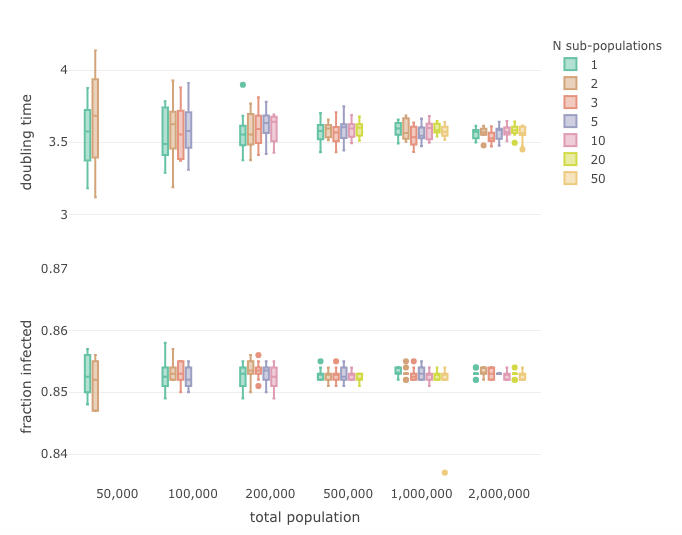 N sub-populations
1
2
3
5
10
20
50
doubling time
4
3.5
3
fraction infected
0.87
0.86
0.85
0.84
50,000 100,000 200,000 500,000 1,000,000 2,000,000
total population